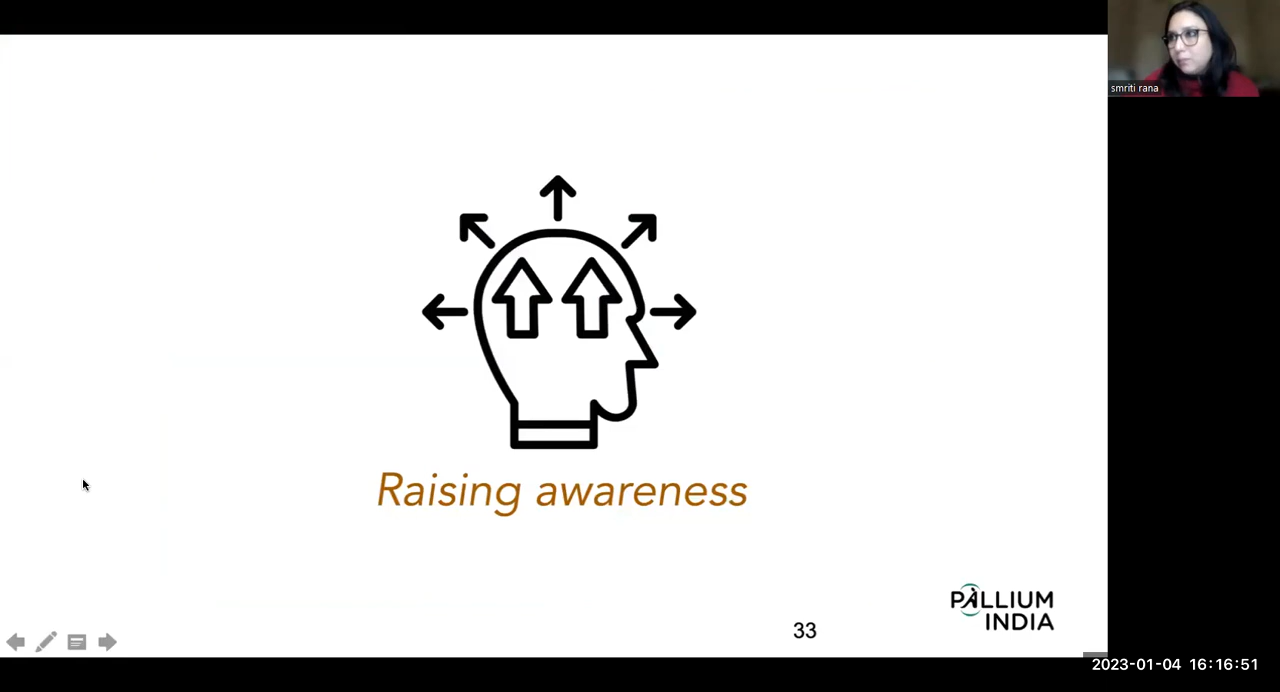 smriti rana
Raising awareness
PALLIUM
INDIA
33
2023-01-04 16:16:51